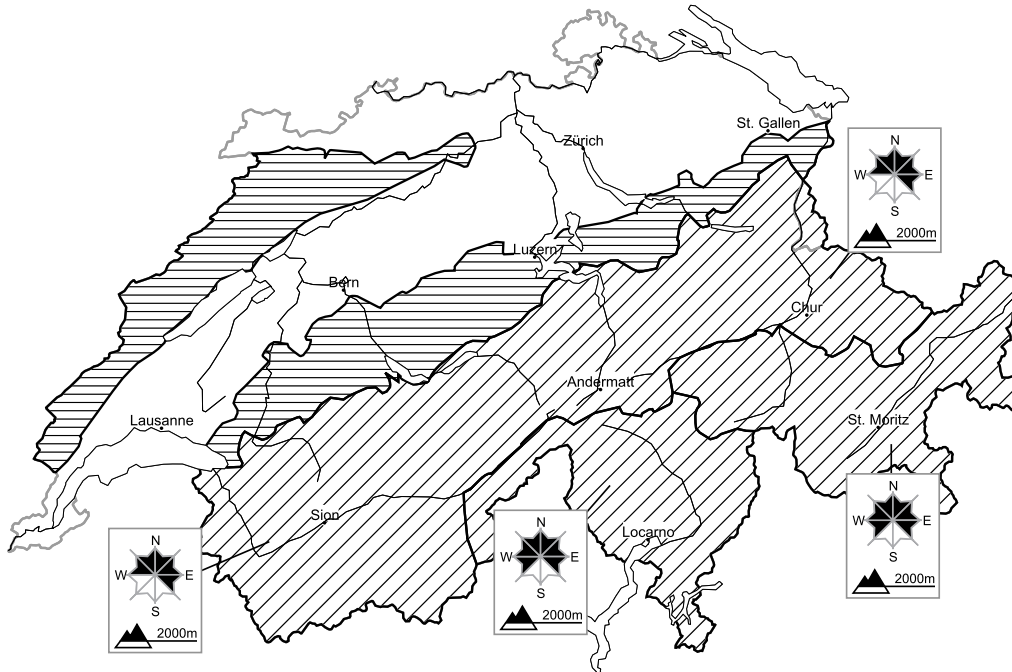 St. Gallen
Zürich
N
W E
S
2000m
Luzern
Bern
Chur
Andermatt
Lausanne
St. Moritz
N
W E
S
2000m
Sion
N
W E
S
2000m
Locarno
N
W E
S
2000m